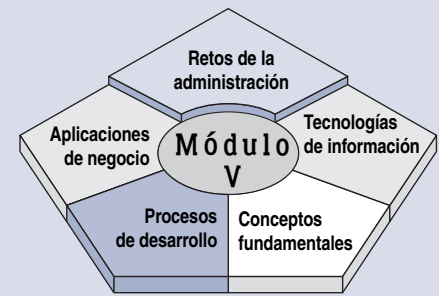 Retos de la
administración
Aplicaciones
de negocio
Módulo
V
Tecnologías
de información
Procesos
de desarrollo
Conceptos
fundamentales